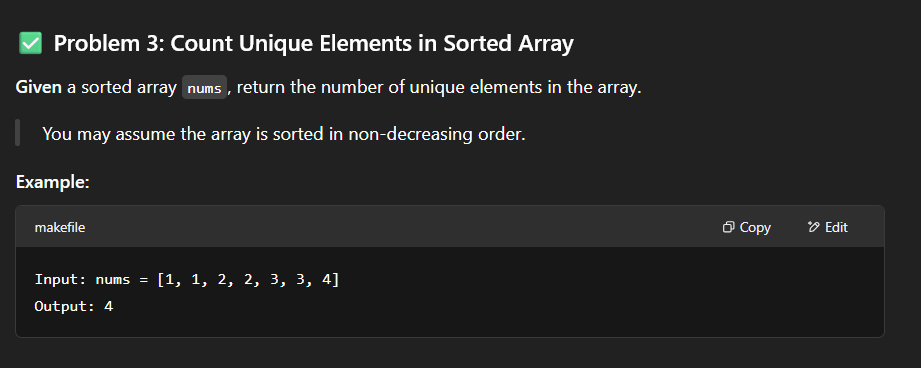 ✅ Problem 3: Count Unique Elements in Sorted Array
Given a sorted array nums, return the number of unique elements in the array.
You may assume the array is sorted in non-decreasing order.
Example:
makefile Copy Edit
Input: nums = [1, 1, 2, 2, 3, 3, 4]
Output: 4